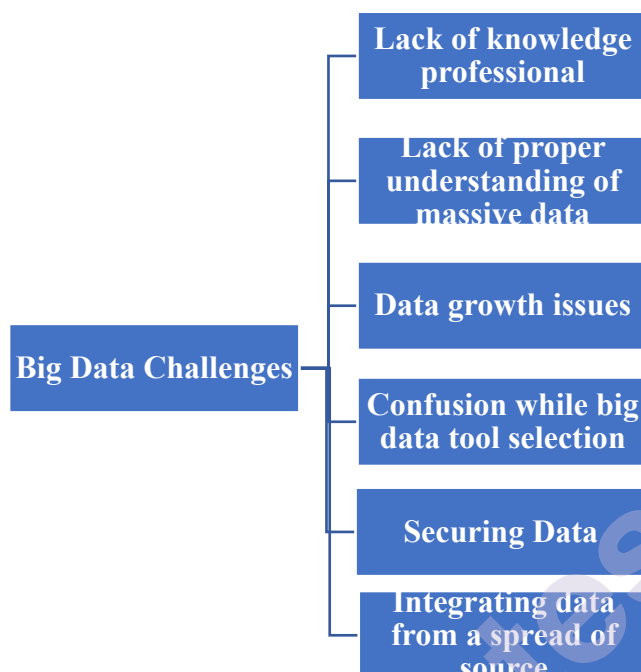 Lack of knowledge
professional
Lack of proper
understanding of
massive data
Data growth issues
Big Data Challenges
Confusion while big
data tool selection
Securing Data
Integrating data
from a spread of
source